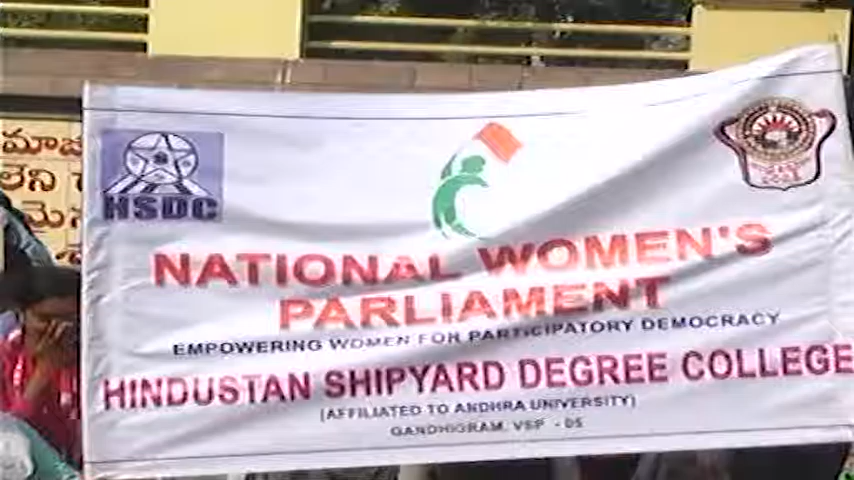 మాజ
లేని
మెన
HSDC
NATIONAL WOMEN'S
PARLIAMENT
EMPOWERING WOMEN FOR PARTICIPATORY DEMOCRACY
HINDUSTAN SHIPYARD DEGREE COLLEGE
(AFFILIATED TO ANDHRA UNIVERSITY)
GANDHIGRAM, VSP - 05